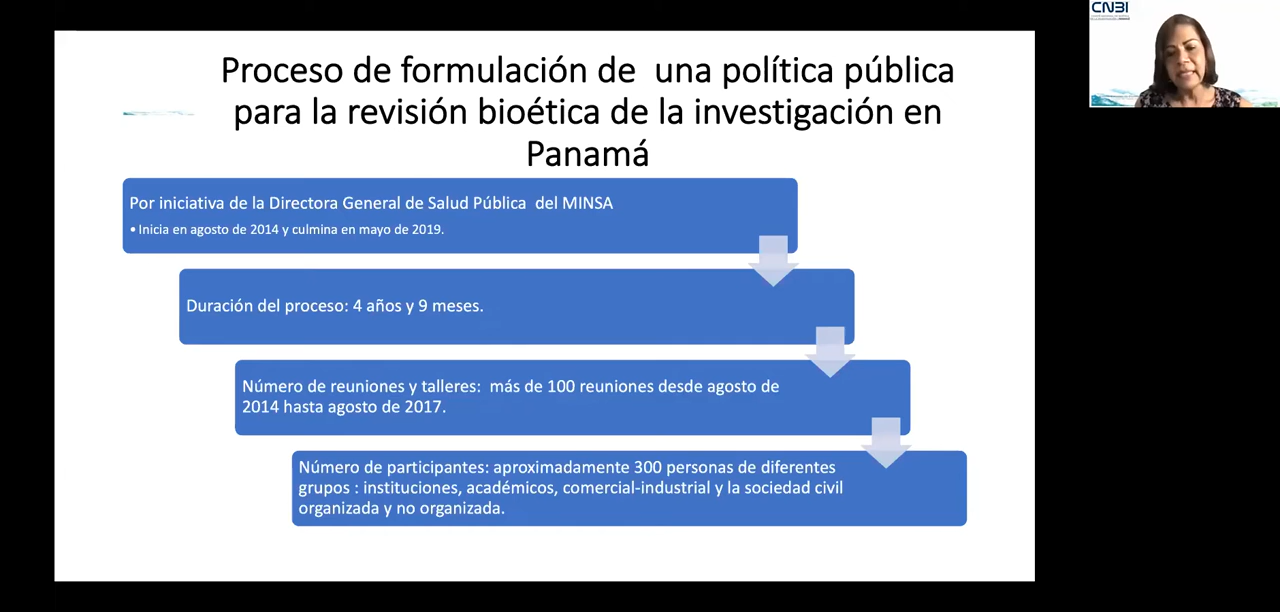 CNBI
Proceso de formulación de una política pública
para la revisión bioética de la investigación en
Panamá
Por iniciativa de la Directora General de Salud Pública del MINSA
• Inicia en agosto de 2014 y culmina en mayo de 2019.
Duración del proceso: 4 años y 9 meses.
Número de reuniones y talleres: más de 100 reuniones desde agosto de
2014 hasta agosto de 2017.
Número de participantes: aproximadamente 300 personas de diferentes
grupos : instituciones, académicos, comercial-industrial y la sociedad civil
organizada y no organizada.